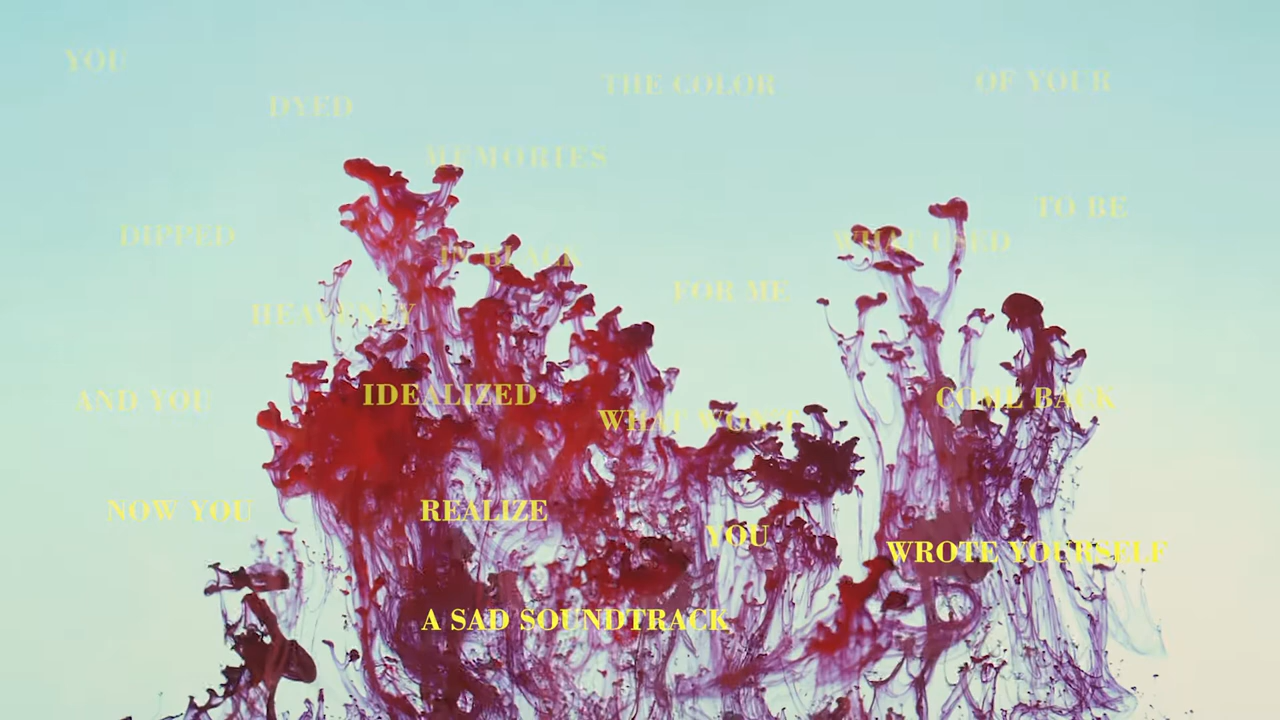 YOU DYED THE COLOR OF YOUR
MEMORIES
DIPPED IN BLACK WHAT USED TO BE
HEAVENLY FOR ME
AND YOU IDEALIZED WHAT WON'T COME BACK
NOW YOU REALIZE YOU WROTE YOURSELF
A SAD SOUNDTRACK